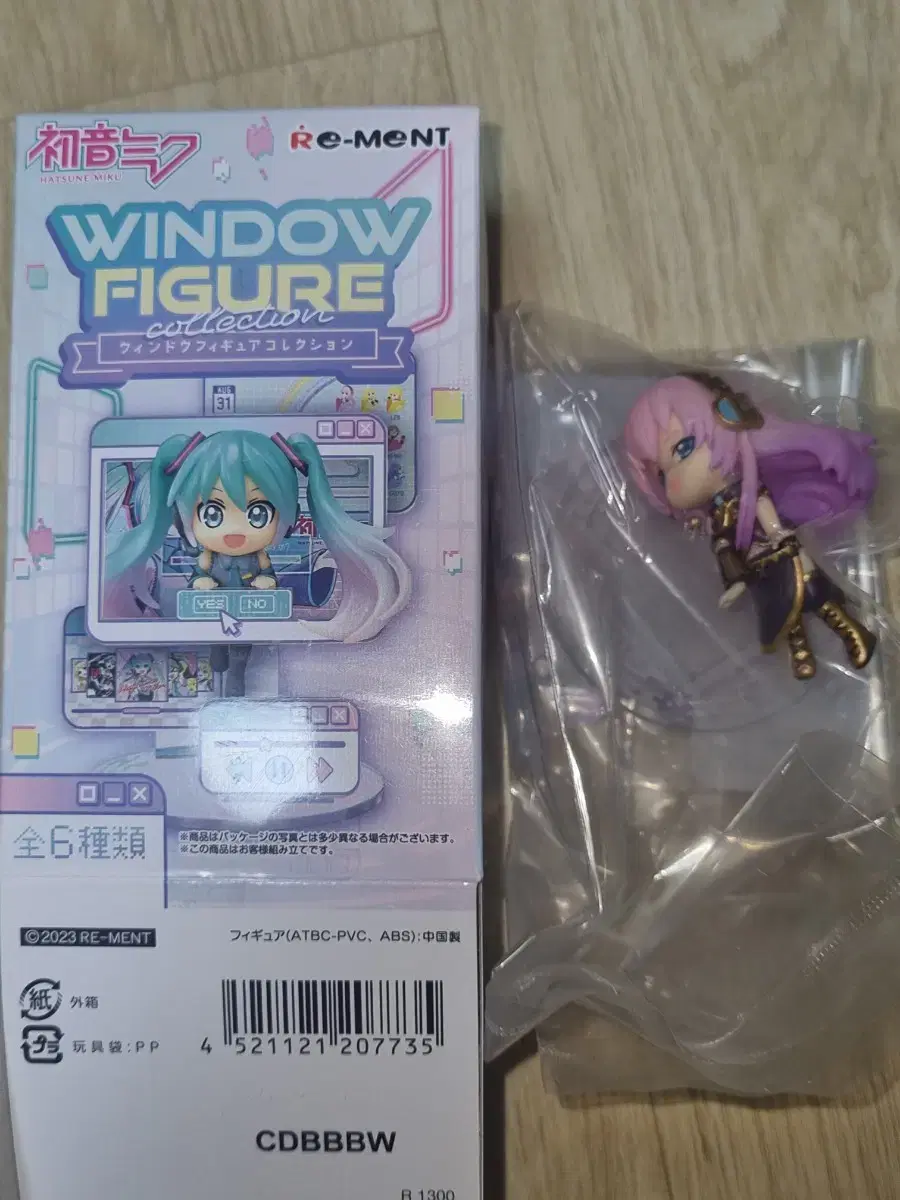 初音ミク
HATSUNE MIKU
Re-MeNT
WINDOW
FIGURE
collection
ウィンドウフィギュアコレクション
AUG
31
YES NO
全6種類
※商品はパッケージの写真とは多少異なる場合がございます。
※この商品はお客様組み立てです。
©2023 RE-MENT
フィギュア(ATBC-PVC、ABS):中国製
紙 外箱
プラ 玩具袋:PP
4 521121 207735
CDBBBW
R 1300